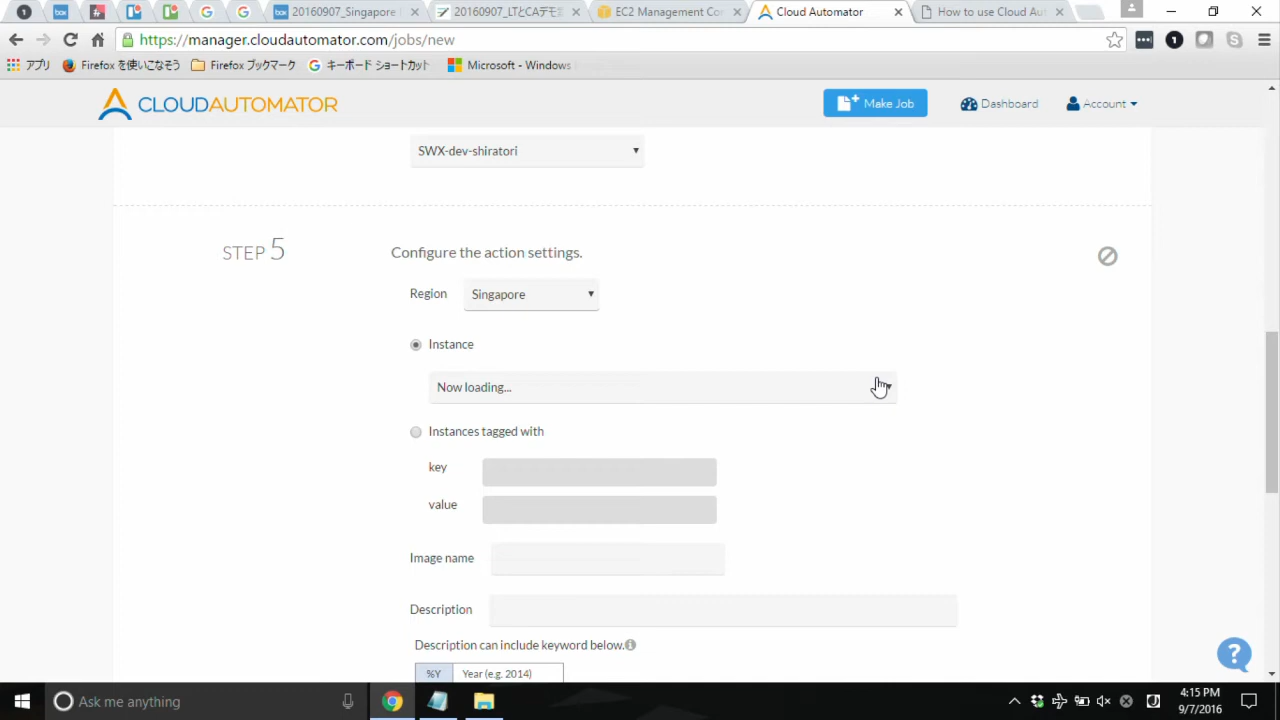 20160907_Singapore
20160907_LTとCAデモ
EC2 Management Co
Cloud Automator
How to use Cloud Au
https://manager.cloudautomator.com/jobs/new
アプリ
Firefox を使いこなそう
Firefox ブックマーク
キーボード ショートカット
Microsoft - Windows
CLOUDAUTOMATOR
Make Job
Dashboard
Account
SWX-dev-shiratori
STEP 5
Configure the action settings.
Region
Singapore
Instance
Now loading...
Instances tagged with
key
value
Image name
Description
Description can include keyword below.
%Y
Year (e.g. 2014)
?
Ask me anything
4:15 PM
9/7/2016